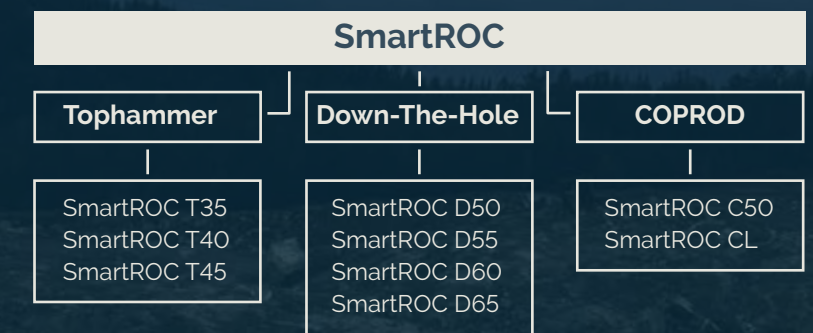 SmartROC
Tophammer
Down-The-Hole
COPROD
SmartROC T35
SmartROC T40
SmartROC T45
SmartROC D50
SmartROC D55
SmartROC D60
SmartROC D65
SmartROC C50
SmartROC CL